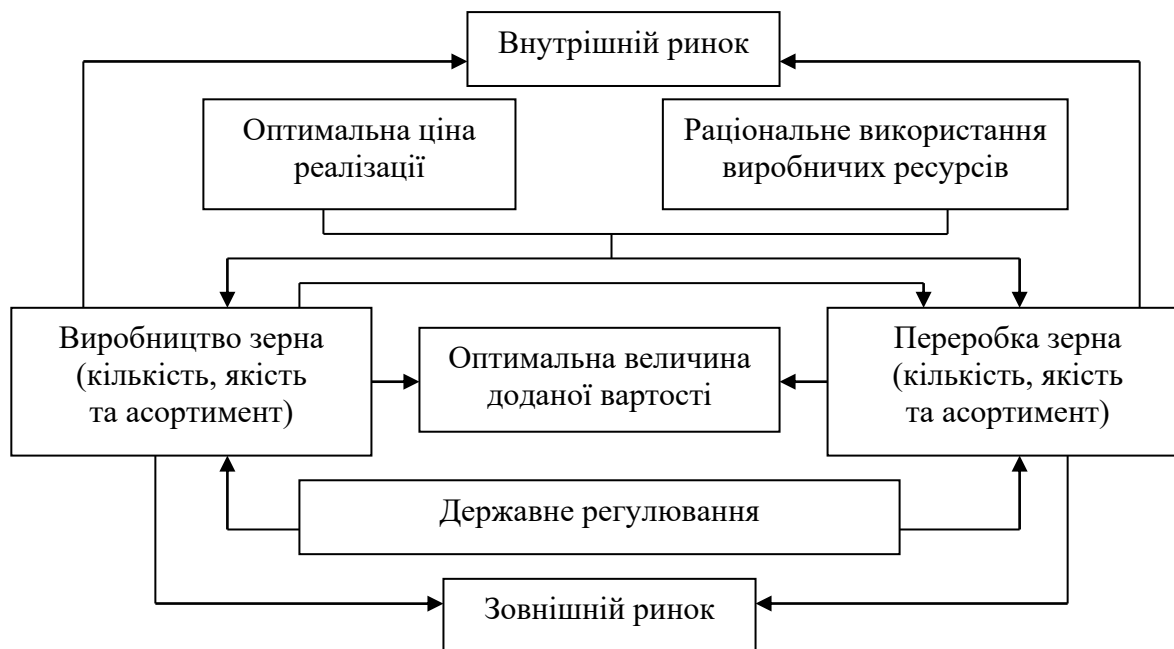 Внутрішній ринок
Оптимальна ціна
реалізації
Раціональне використання
виробничих ресурсів
Виробництво зерна
(кількість, якість
та асортимент)
Оптимальна величина
доданої вартості
Переробка зерна
(кількість, якість
та асортимент)
Державне регулювання
Зовнішній ринок